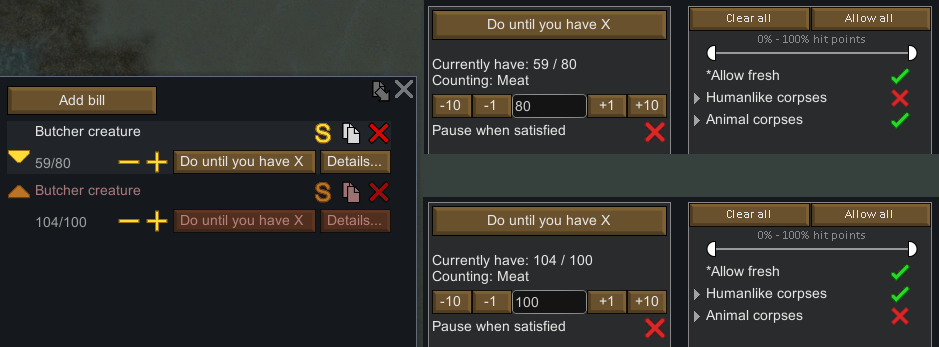 Add bill
Butcher creature S
59/80 Do until you have X Details...
Butcher creature S
104/100 Do until you have X Details...
Do until you have X
Currently have: 59 / 80
Counting: Meat
-10 -1 80 +1 +10
Pause when satisfied
Clear all Allow all
0% - 100% hit points
*Allow fresh
Humanlike corpses
Animal corpses
Do until you have X
Currently have: 104 / 100
Counting: Meat
-10 -1 100 +1 +10
Pause when satisfied
Clear all Allow all
0% - 100% hit points
*Allow fresh
Humanlike corpses
Animal corpses